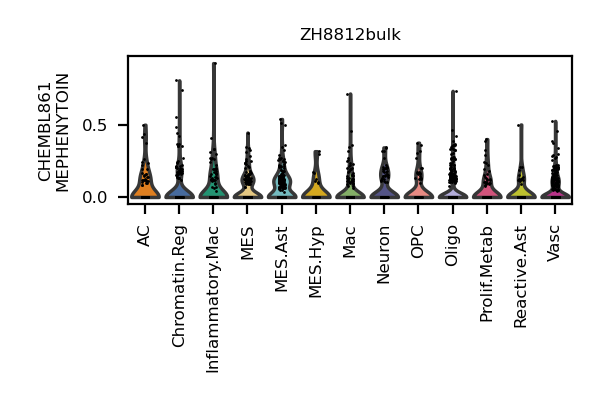 ZH8812bulk
CHEMBL861
MEPHENYTOIN
0.5
0.0
AC
Chromatin.Reg
Inflammatory.Mac
MES
MES.Ast
MES.Hyp
Mac
Neuron
OPC
Oligo
Prolif.Metab
Reactive.Ast
Vasc